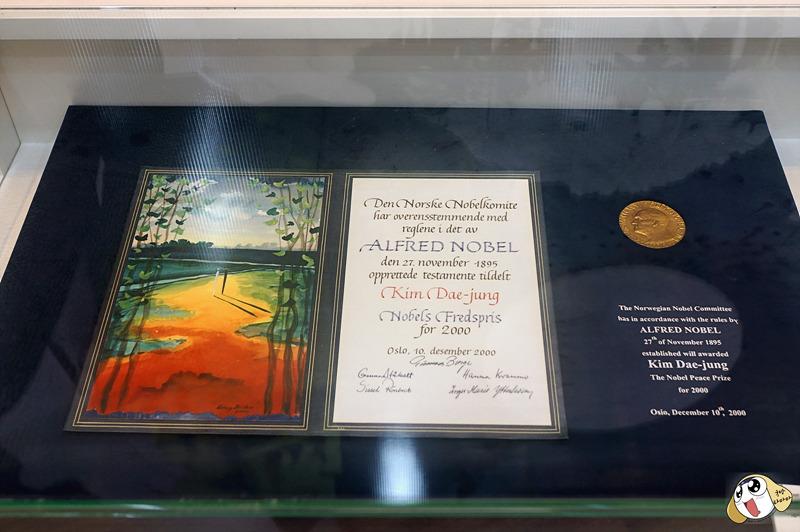 Den Norske Nobelkomite
har overensstemmende med
reglene i det av
ALFRED NOBEL
den 27. november 1895
opprettede testamente tildelt
Kim Dae-jung
Nobels Fredspris
for 2000
Oslo, 10. desember 2000
The Norwegian Nobel Committee
has in accordance with the rules by
ALFRED NOBEL
27th of November 1895
established will awarded
Kim Dae-jung
The Nobel Peace Prize
for 2000
Oslo, December 10th, 2000